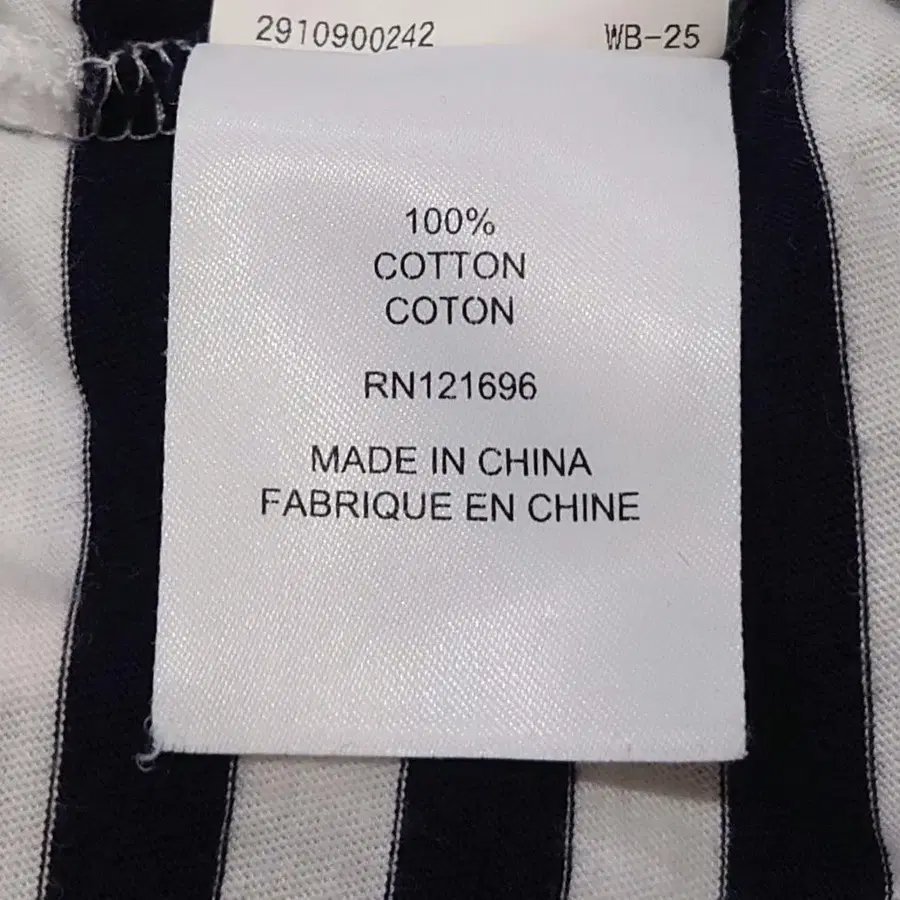 2910900242 WB-25
100%
COTTON
COTON
RN121696
MADE IN CHINA
FABRIQUE EN CHINE